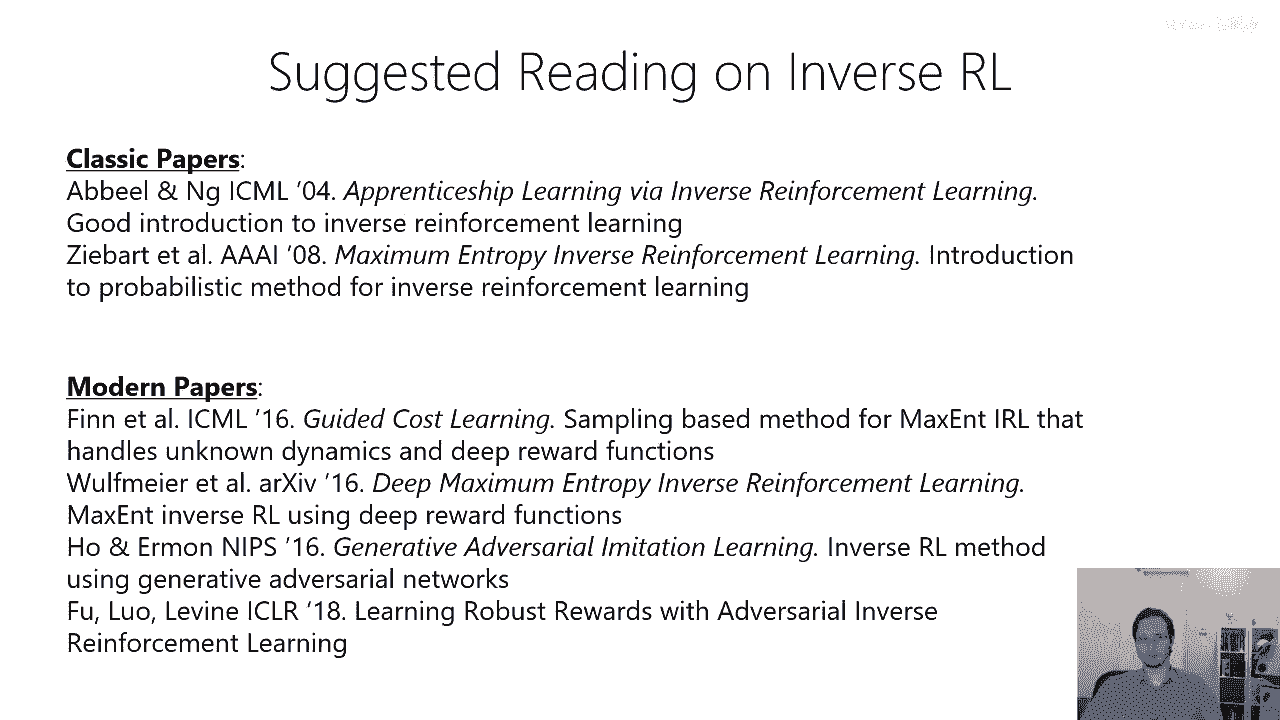 Suggested Reading on Inverse RL
Classic Papers:
Abbeel & Ng ICML ’04. Apprenticeship Learning via Inverse Reinforcement Learning.
Good introduction to inverse reinforcement learning
Ziebart et al. AAAI ’08. Maximum Entropy Inverse Reinforcement Learning. Introduction
to probabilistic method for inverse reinforcement learning
Modern Papers:
Finn et al. ICML ’16. Guided Cost Learning. Sampling based method for MaxEnt IRL that
handles unknown dynamics and deep reward functions
Wulfmeier et al. arXiv ’16. Deep Maximum Entropy Inverse Reinforcement Learning.
MaxEnt inverse RL using deep reward functions
Ho & Ermon NIPS ’16. Generative Adversarial Imitation Learning. Inverse RL method
using generative adversarial networks
Fu, Luo, Levine ICLR ‘18. Learning Robust Rewards with Adversarial Inverse
Reinforcement Learning